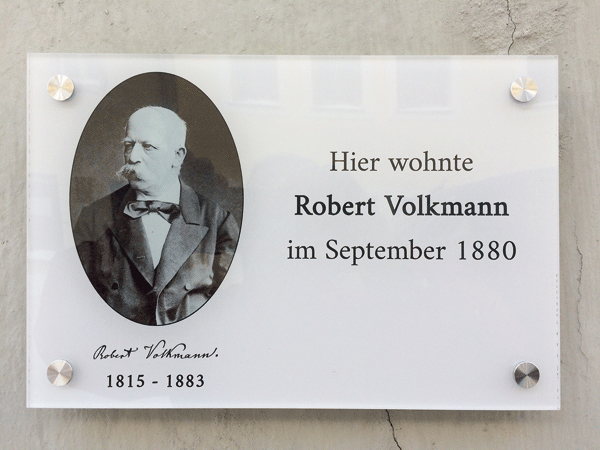 Hier wohnte
Robert Volkmann
im September 1880
Robert Volkmann.
1815 - 1883